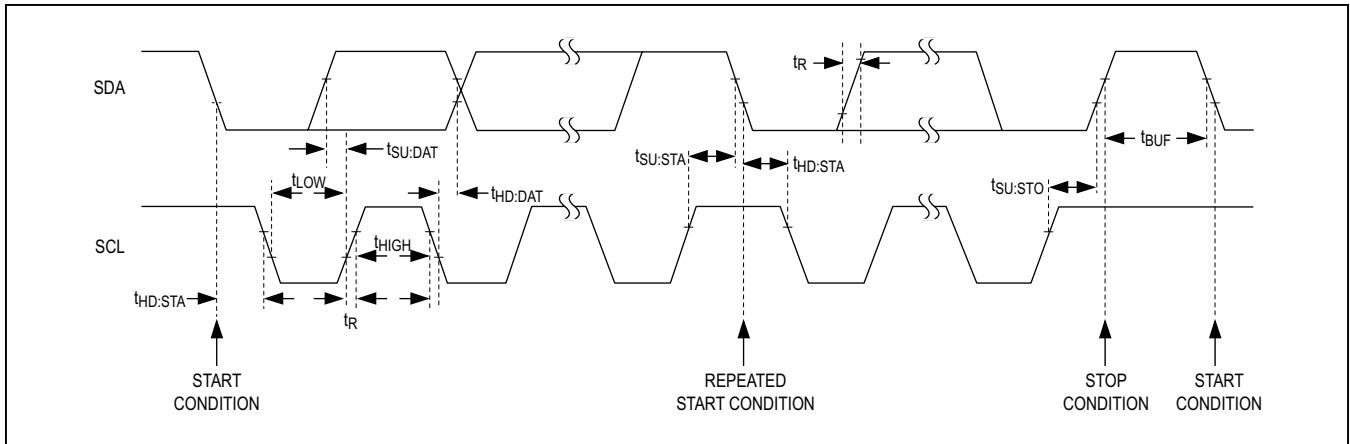 SDA
tR
tSU:DAT
tSU:STA
tHD:STA
tBUF
tLOW
tHD:DAT
tSU:STO
SCL
tHIGH
tHD:STA
tR
START
CONDITION
REPEATED
START CONDITION
STOP
CONDITION
START
CONDITION